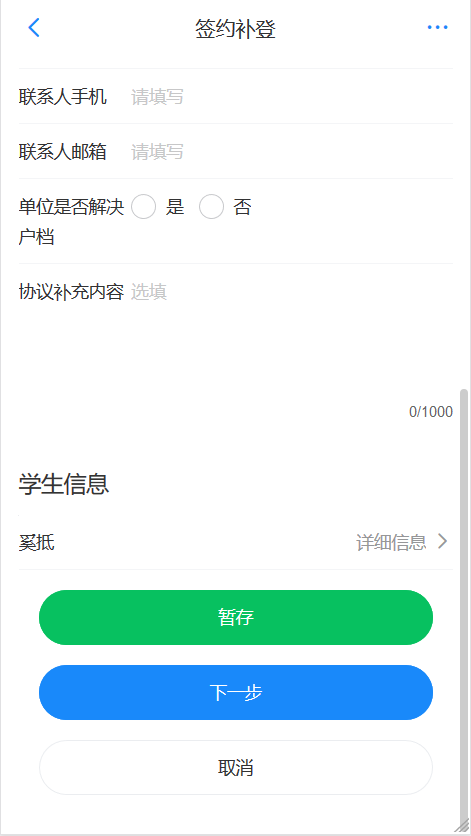 签约补登
联系人手机 请填写
联系人邮箱 请填写
单位是否解决 是 否
户档
协议补充内容 选填
0/1000
学生信息
奚抵 详细信息
暂存
下一步
取消